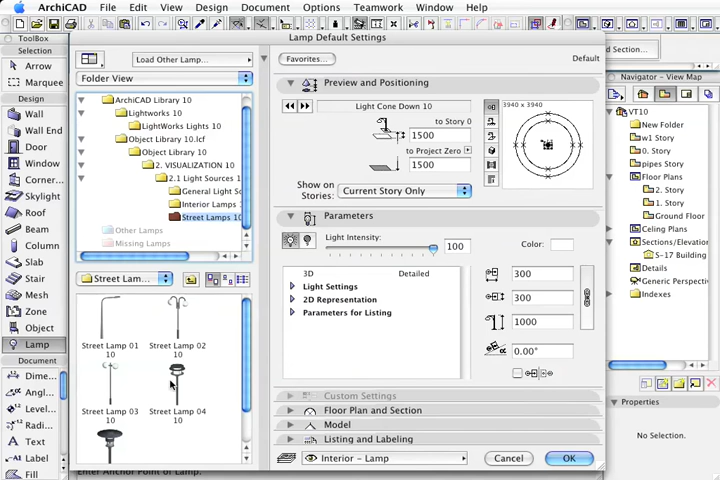 ArchiCAD File Edit View Design Document Options Teamwork Window Help
ToolBox
Selection
Arrow
Marquee
Design
Wall
Wall End
Door
Window
Corner...
Skylight
Roof
Beam
Column
Slab
Stair
Mesh
Zone
Object
Lamp
Document
Dime...
Angl...
Level...
Radi...
Text
Label
Fill
Lamp Default Settings
Load Other Lamp...
Folder View
ArchiCAD Library 10
Lightworks 10
LightWorks Lights 10
Object Library 10.lcf
Object Library 10
2. VISUALIZATION 10
2.1 Light Sources 1
General Light So
Interior Lamps 1
Street Lamps 10
Other Lamps
Missing Lamps
Street Lam...
Street Lamp 01
10
Street Lamp 02
10
Street Lamp 03
10
Street Lamp 04
10
Favorites...
Default
Preview and Positioning
Light Cone Down 10
to Story 0
1500
to Project Zero
1500
Show on
Stories:
Current Story Only
3940 x 3940
Parameters
Light Intensity:
100
Color:
3D Detailed
Light Settings
2D Representation
Parameters for Listing
300
300
1000
0.00°
Custom Settings
Floor Plan and Section
Model
Listing and Labeling
Interior - Lamp
Cancel
OK
Enter Anchor Point of Lamp.
d Section...
Navigator - View Map
VT10
New Folder
w1 Story
0. Story
pipes Story
Floor Plans
2. Story
1. Story
Ground Floor
Celing Plans
Sections/Elevation
S-17 Building
Details
Generic Perspectiv
Indexes
Properties
No Selection.